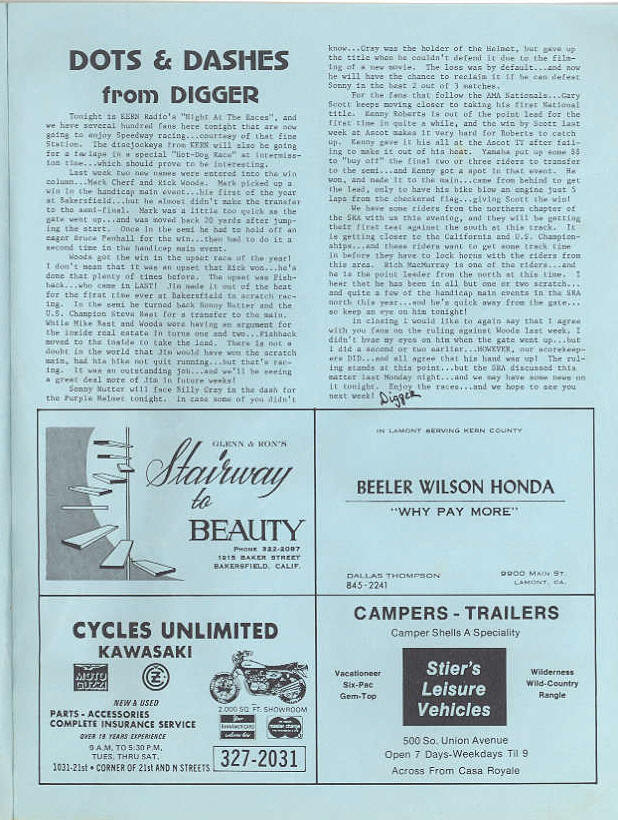 DOTS & DASHES
from DIGGER
Tonight is KERN Radio's "Night At The Races", and
we have several hundred fans here tonight that are now
going to enjoy Speedway racing...courtesy of that fine
Station. The discjockeys from KERN will also be going
for a few laps in a special "Hot-Dog Race" at intermis-
sion time...which should prove to be interesting.
Last week two new names were entered into the win
column...Mark Cherf and Rick Woods. Mark picked up a
win in the handicap main event...his first of the year
at Bakersfield...but he almost didn't make the transfer
to the semi-final. Mark was a little too quick as the
gate went up...and was moved back 20 yards after jump-
ing the start. Once in the semi he had to hold off an
eager Bruce Penhall for the win...then had to do it a
second time in the handicap main event.
Woods got the win in the upset race of the year!
I don't mean that it was an upset that Rick won...he's
done that plenty of times before. The upset was Fish-
back...who came in LAST! Jim made it out of the heat
for the first time ever at Bakersfield in scratch rac-
ing. In the semi he turned back Sonny Nutter and the
U.S. Champion Steve Bast for a transfer to the main.
While Mike Bast and Woods were having an argument for
the inside real estate in turns one and two...Fishback
moved to the inside to take the lead. There is not a
doubt in the world that Jim would have won the scratch
main, had his bike not quit running...but that's rac-
ing. It was an outstanding job...and we'll be seeing
a great deal more of Jim in future weeks!
Sonny Nutter will face Billy Gray in the dash for
the Purple Helmet tonight. In case some of you didn't
know...Gray was the holder of the Helmet, but gave up
the title when he couldn't defend it due to the film-
ing of a new movie. The loss was by default...and now
he will have the chance to reclaim it if he can defeat
Sonny in the best 2 out of 3 matches.
For the fans that follow the AMA Nationals...Gary
Scott keeps moving closer to taking his first National
title. Kenny Roberts is out of the point lead for the
first time in quite a while, and the win by Scott last
week at Ascot makes it very hard for Roberts to catch
up. Kenny gave it his all at the Ascot TT after fail-
ing to make it out of his heat. Yamaha put up some $$
to "buy off" the final two or three riders to transfer
to the semi...and Kenny got a spot in that event. He
won, and made it to the main...came from behind to get
the lead, only to have his bike blow an engine just 5
laps from the checkered flag...giving Scott the win!
We have some riders from the northern chapter of
the SRA with us this evening, and they will be getting
their first test against the south at this track. It
is getting closer to the California and U.S. Champion-
ships...and these riders want to get some track time
in before they have to lock horns with the riders from
this area. Rich MacMurray is one of the riders...and
he is the point leader from the north at this time. I
hear that he has been in all but one or two scratch...
and quite a few of the handicap main events in the SRA
north this year...and he's quick away from the gate...
so keep an eye on him tonight!
In closing I would like to again say that I agree
with you fans on the ruling against Woods last week. I
didn't have my eyes on him when the gate went up...but
I did a second or two earlier...HOWEVER, our scorekeep-
ers DID...and all agree that his hand was up! The rul-
ing stands at this point...but the SRA discussed this
matter last Monday night...and we may have some news on
it tonight. Enjoy the races...and we hope to see you
next week! Digger
GLENN & RON'S
Stairway
to
BEAUTY
PHONE 322-2097
1215 BAKER STREET
BAKERSFIELD, CALIF.
IN LAMONT SERVING KERN COUNTY
BEELER WILSON HONDA
"WHY PAY MORE"
DALLAS THOMPSON
845-2241
9900 MAIN ST.
LAMONT, CA.
CYCLES UNLIMITED
KAWASAKI
MOTO GUZZI
CZ
NEW & USED
PARTS - ACCESSORIES
COMPLETE INSURANCE SERVICE
OVER 18 YEARS EXPERIENCE
9 A.M. TO 5:30 P.M.
TUES. THRU SAT.
1031-21st • CORNER OF 21st AND N STREETS
2,000 SQ. FT. SHOWROOM
BANKAMERICARD
welcome here
master charge
327-2031
CAMPERS - TRAILERS
Camper Shells A Speciality
Vacationeer
Six-Pac
Gem-Top
Stier's
Leisure
Vehicles
Wilderness
Wild-Country
Rangle
500 So. Union Avenue
Open 7 Days-Weekdays Til 9
Across From Casa Royale